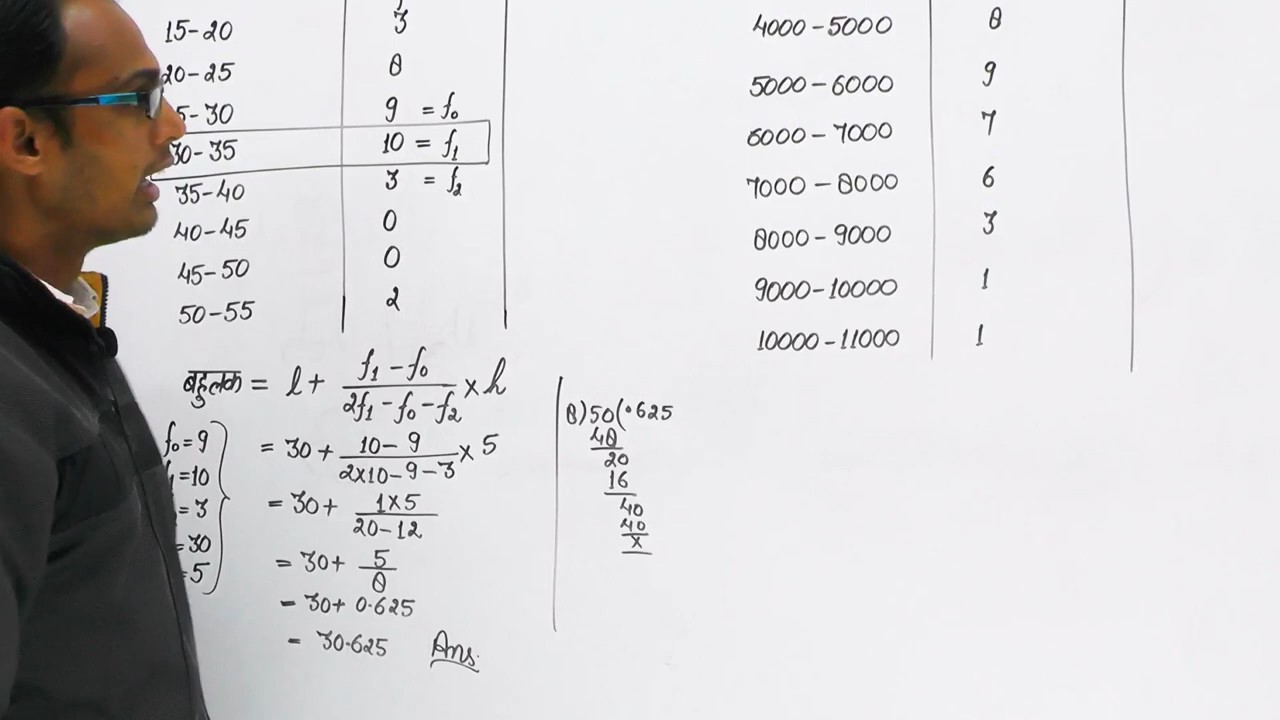 15-20 3
20-25 8
5-30 9 = f₀
30-35 10 = f₁
35-40 3 = f₂
40-45 0
45-50 0
50-55 2
बहुलक = l + (f₁ - f₀)/(2f₁ - f₀ - f₂) × h
f₀=9
=10
=3
=30
=5
= 30 + (10-9)/(2×10-9-3) × 5
= 30 + (1×5)/(20-12)
= 30 + 5/8
= 30 + 0.625
= 30.625 Ans.
8)50(.625
48
20
16
40
40
×
4000-5000 8
5000-6000 9
6000-7000 7
7000-8000 6
8000-9000 3
9000-10000 1
10000-11000 1